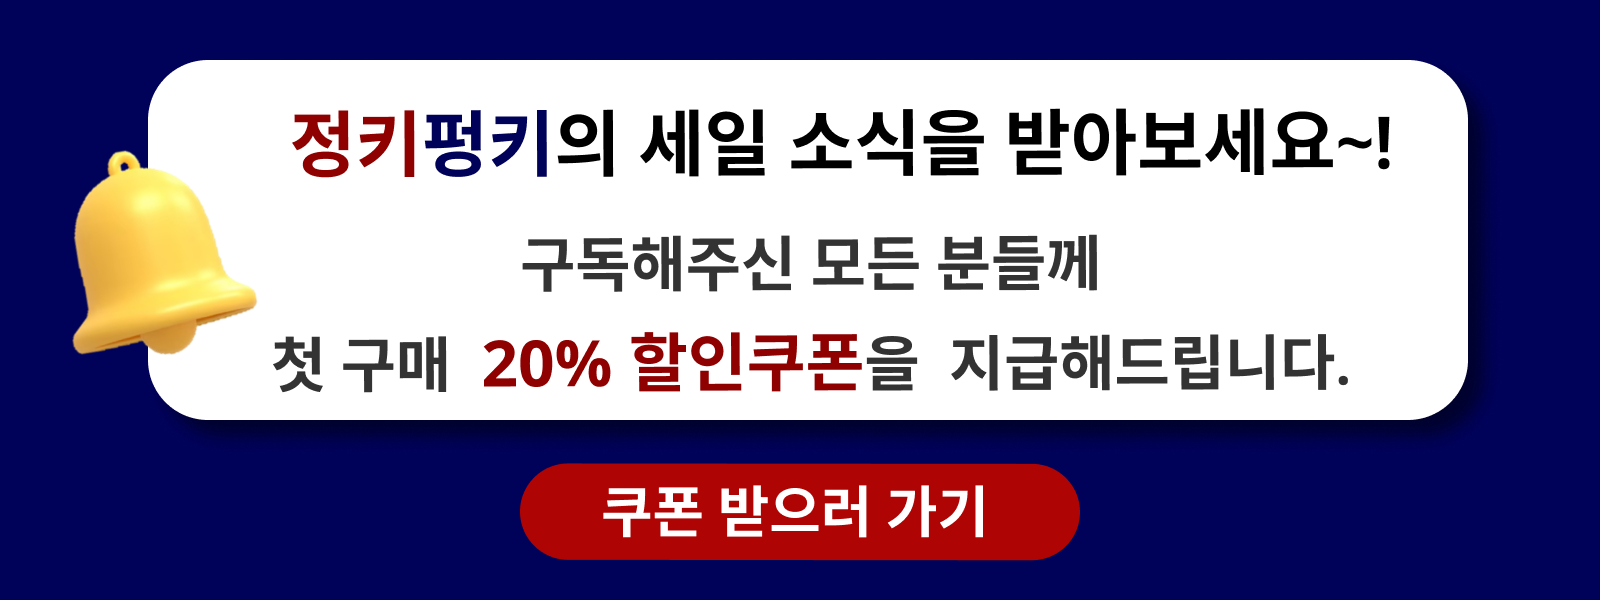 정키펑키의 세일 소식을 받아보세요~!
구독해주신 모든 분들께
첫 구매 20% 할인쿠폰을 지급해드립니다.
쿠폰 받으러 가기